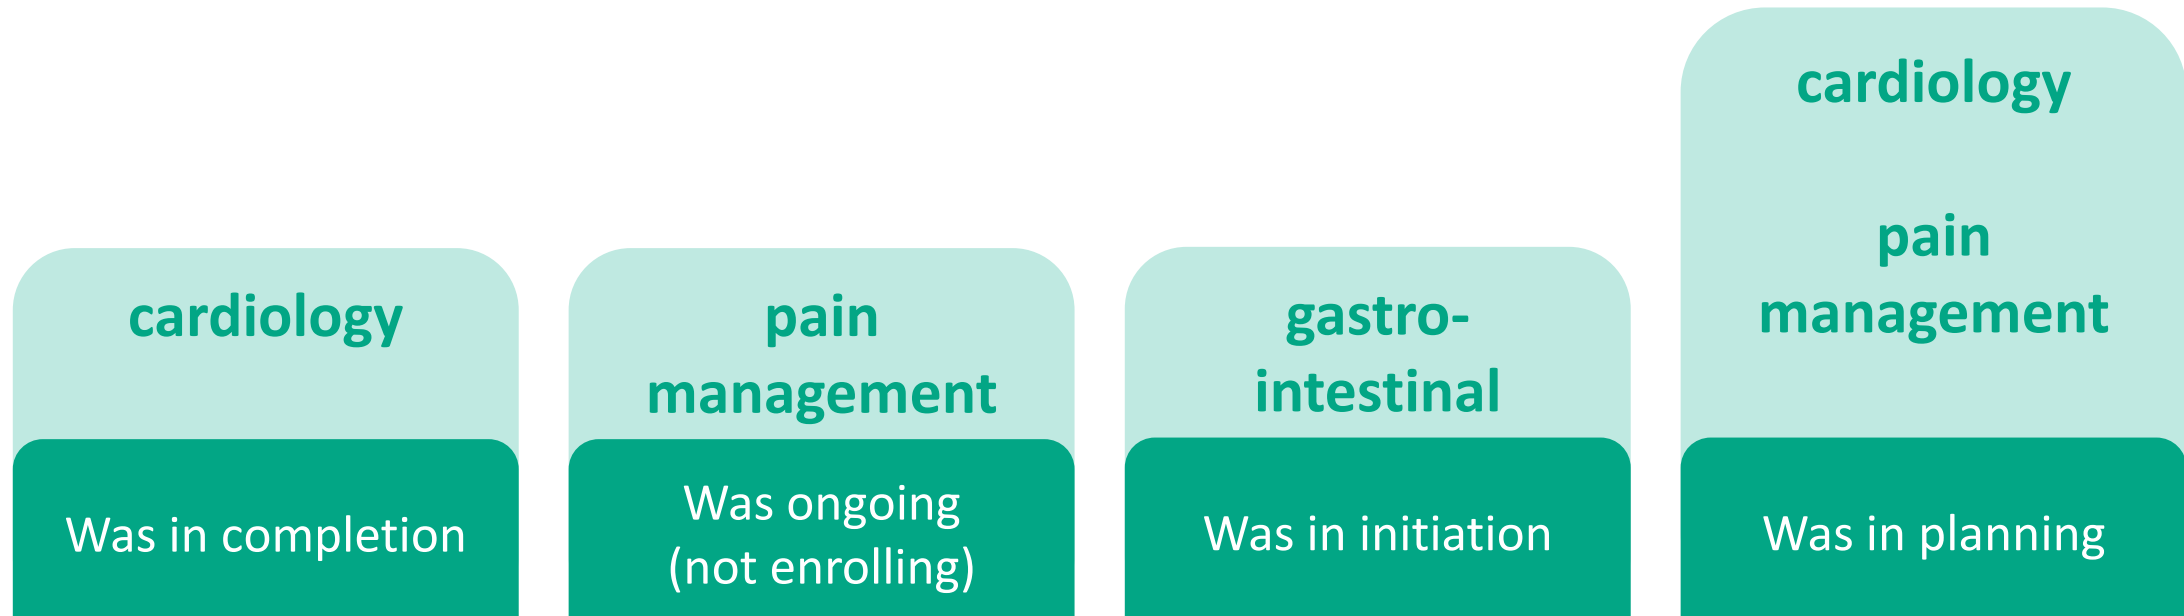 cardiology
Was in completion
pain
management
Was ongoing
(not enrolling)
gastro-
intestinal
Was in initiation
cardiology
pain
management
Was in planning